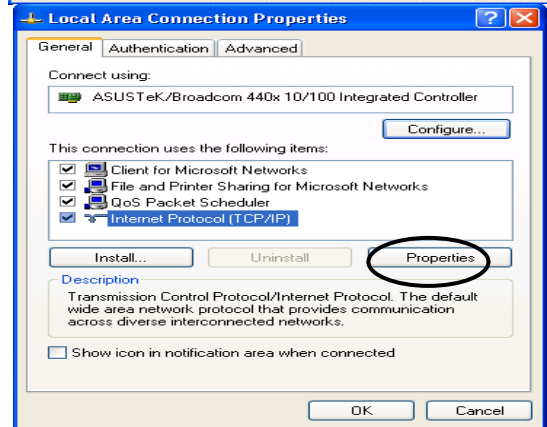 Local Area Connection Properties
General Authentication Advanced
Connect using:
ASUSTeK/Broadcom 440x 10/100 Integrated Controller
Configure...
This connection uses the following items:
Client for Microsoft Networks
File and Printer Sharing for Microsoft Networks
QoS Packet Scheduler
Internet Protocol (TCP/IP)
Install... Uninstall Properties
Description
Transmission Control Protocol/Internet Protocol. The default
wide area network protocol that provides communication
across diverse interconnected networks.
Show icon in notification area when connected
OK Cancel